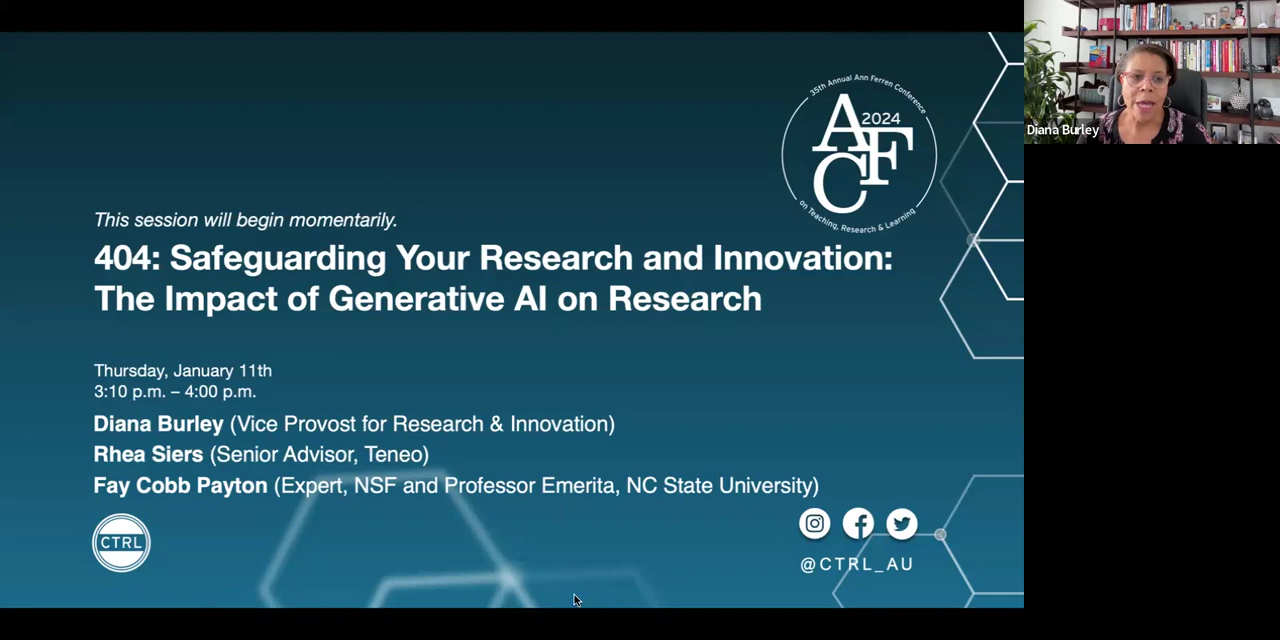 35th Annual Ann Ferren Conference
2024
AFC
on Teaching, Research & Learning
Diana Burley
This session will begin momentarily.
404: Safeguarding Your Research and Innovation:
The Impact of Generative AI on Research
Thursday, January 11th
3:10 p.m. – 4:00 p.m.
Diana Burley (Vice Provost for Research & Innovation)
Rhea Siers (Senior Advisor, Teneo)
Fay Cobb Payton (Expert, NSF and Professor Emerita, NC State University)
CTRL
@CTRL_AU